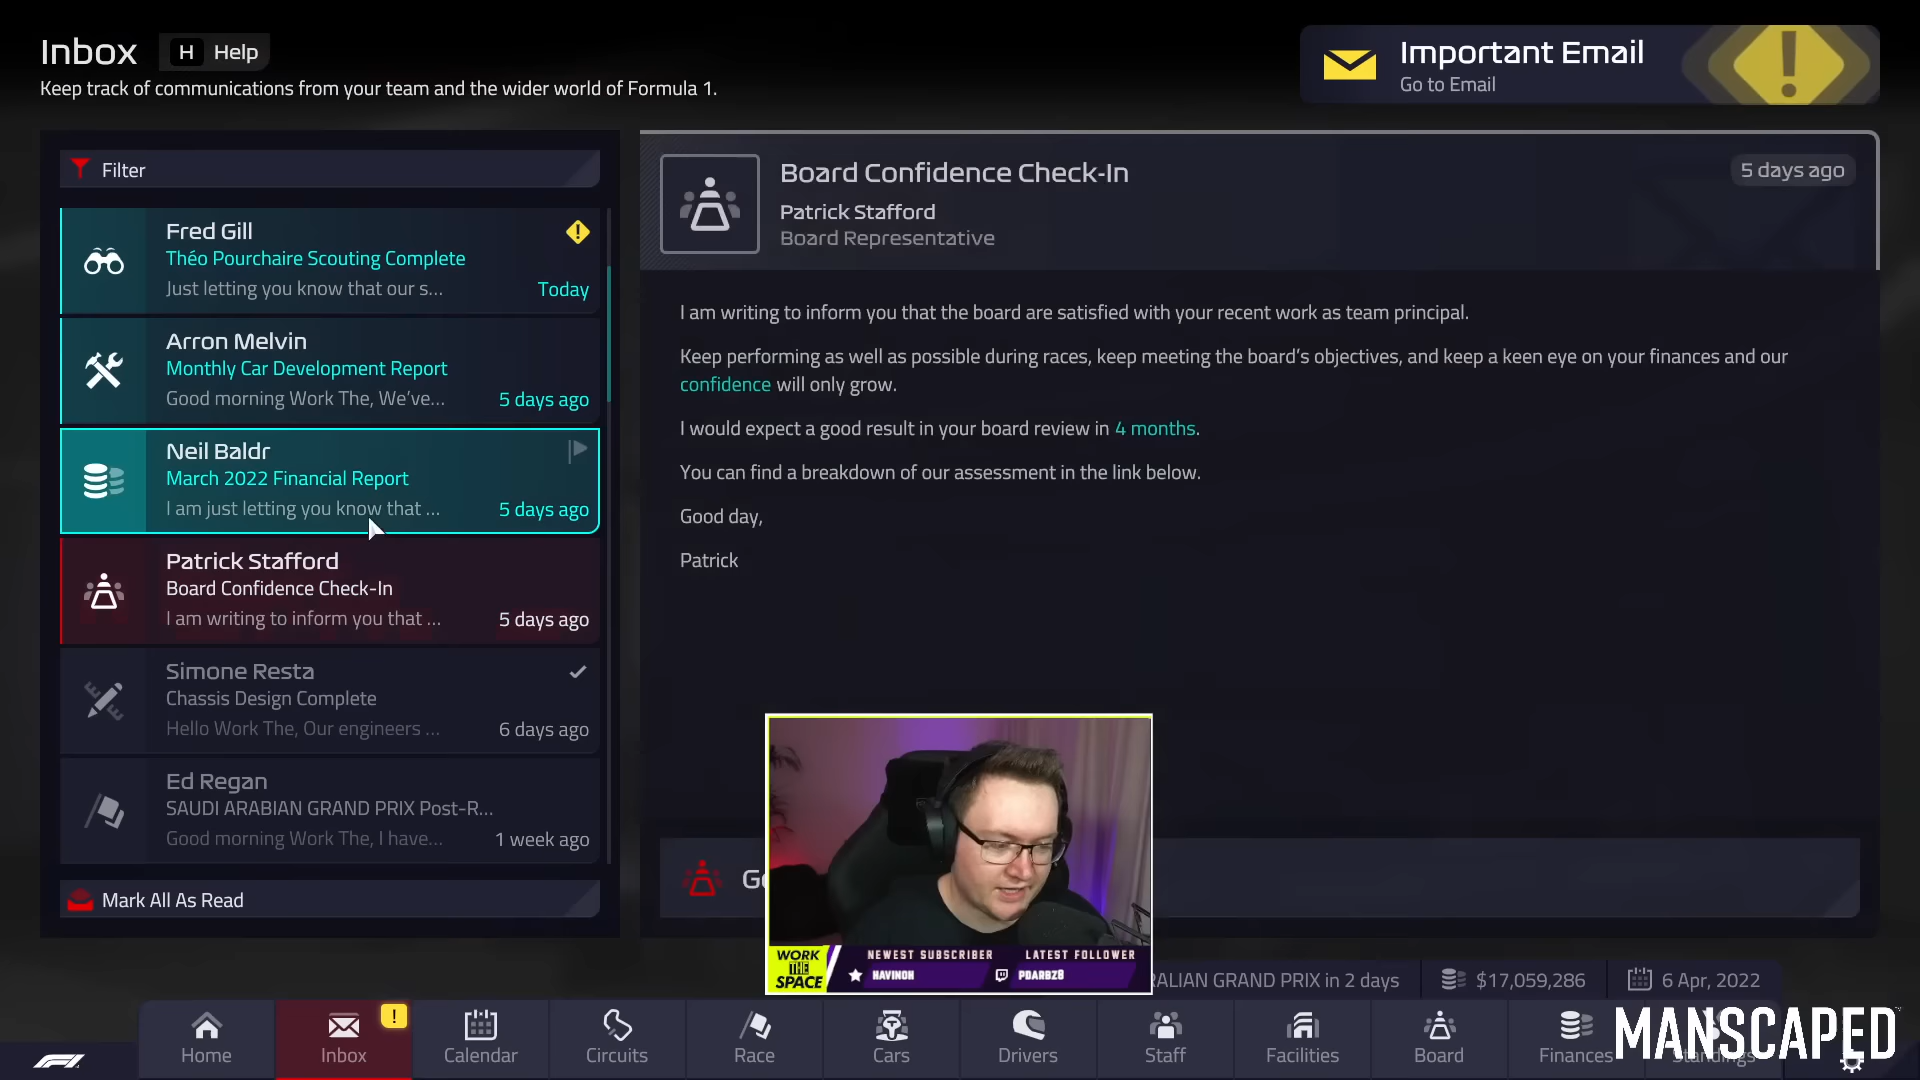 Inbox
H Help
Keep track of communications from your team and the wider world of Formula 1.
Important Email
Go to Email
Filter
Fred Gill
Théo Pourchaire Scouting Complete
Just letting you know that our s...
Today
Arron Melvin
Monthly Car Development Report
Good morning Work The, We've...
5 days ago
Neil Baldr
March 2022 Financial Report
I am just letting you know that ...
5 days ago
Patrick Stafford
Board Confidence Check-In
I am writing to inform you that ...
5 days ago
Simone Resta
Chassis Design Complete
Hello Work The, Our engineers ...
6 days ago
Ed Regan
SAUDI ARABIAN GRAND PRIX Post-R...
Good morning Work The, I have...
1 week ago
Mark All As Read
Board Confidence Check-In
5 days ago
Patrick Stafford
Board Representative
I am writing to inform you that the board are satisfied with your recent work as team principal.
Keep performing as well as possible during races, keep meeting the board's objectives, and keep a keen eye on your finances and our
confidence will only grow.
I would expect a good result in your board review in 4 months.
You can find a breakdown of our assessment in the link below.
Good day,
Patrick
WORK
THE
SPACE
NEWEST SUBSCRIBER
HAVINOH
LATEST FOLLOWER
PDARBZ8
RALIAN GRAND PRIX in 2 days
$17,059,286
6 Apr, 2022
F1
Home
Inbox
Calendar
Circuits
Race
Cars
Drivers
Staff
Facilities
Board
Finances
Standings
MANSCAPED